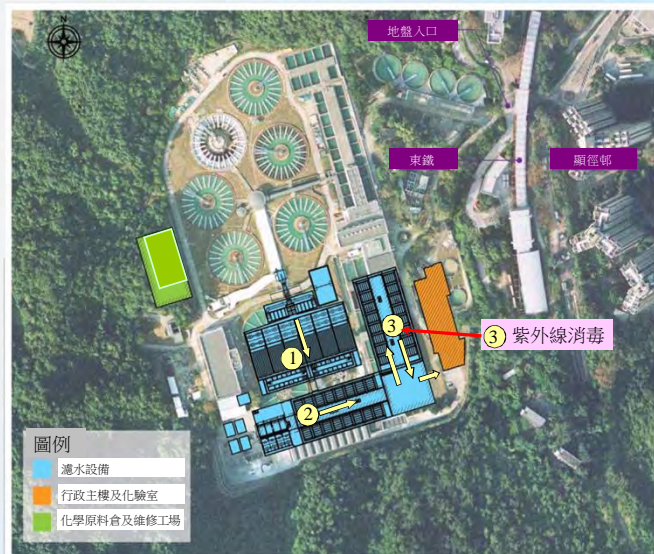 N
地盤入口
東鐵
顯徑邨
3
3 紫外線消毒
1
2
圖例
濾水設備
行政主樓及化驗室
化學原料倉及維修工場